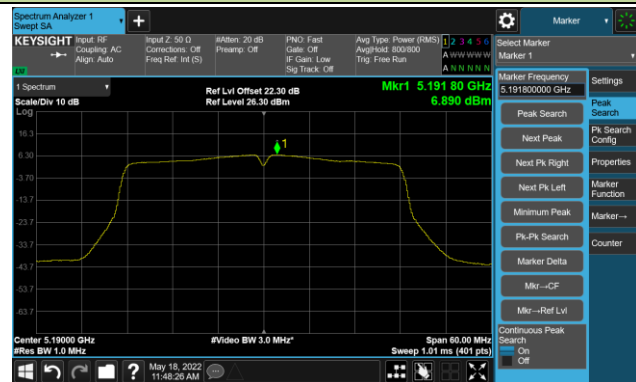 Spectrum Analyzer 1
Swept SA
Marker
KEYSIGHT
Input: RF
Coupling: AC
Align: Auto
Input Z: 50 Ω
Corrections: Off
Freq Ref: Int (S)
#Atten: 20 dB
Preamp: Off
PNO: Fast
Gate: Off
IF Gain: Low
Sig Track: Off
Avg Type: Power (RMS)
Avg|Hold: 800/800
Trig: Free Run
1 2 3 4 5 6
A W W W W W
A N N N N N
LW
Select Marker
Marker 1
1 Spectrum
Scale/Div 10 dB
Log
Ref Lvl Offset 22.30 dB
Ref Level 26.30 dBm
Mkr1 5.191 80 GHz
6.890 dBm
16.3
6.30
-3.70
-13.7
-23.7
-33.7
-43.7
-53.7
-63.7
1
Center 5.19000 GHz
#Res BW 1.0 MHz
#Video BW 3.0 MHz*
Span 60.00 MHz
Sweep 1.01 ms (401 pts)
Marker Frequency
5.191800000 GHz
Peak Search
Next Peak
Next Pk Right
Next Pk Left
Minimum Peak
Pk-Pk Search
Marker Delta
Mkr→CF
Mkr→Ref Lvl
Continuous Peak
Search
On
Off
Settings
Peak
Search
Pk Search
Config
Properties
Marker
Function
Marker→
Counter
May 18, 2022
11:48:26 AM